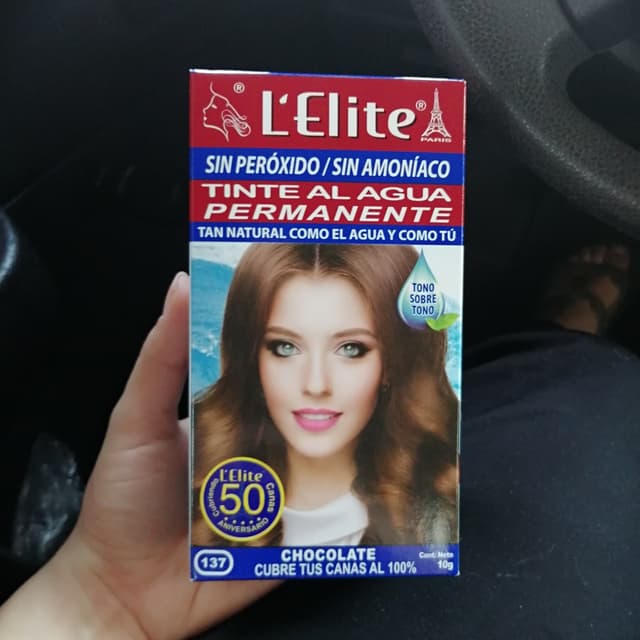 L'Elite
PARIS
SIN PERÓXIDO / SIN AMONÍACO
TINTE AL AGUA
PERMANENTE
TAN NATURAL COMO EL AGUA Y COMO TÚ
TONO
SOBRE
TONO
L'Elite
Coloreando
50
Canas
ANIVERSARIO
137
CHOCOLATE
CUBRE TUS CANAS AL 100%
Cont. Neto
10g